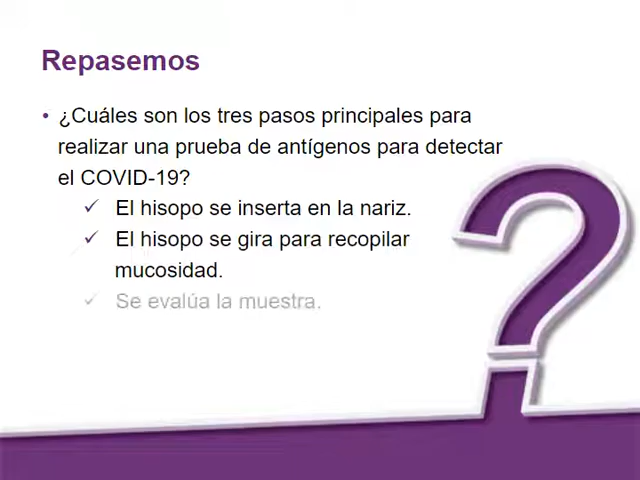 Repasemos
• ¿Cuáles son los tres pasos principales para
realizar una prueba de antígenos para detectar
el COVID-19?
✓ El hisopo se inserta en la nariz.
✓ El hisopo se gira para recopilar
mucosidad.
✓ Se evalúa la muestra.